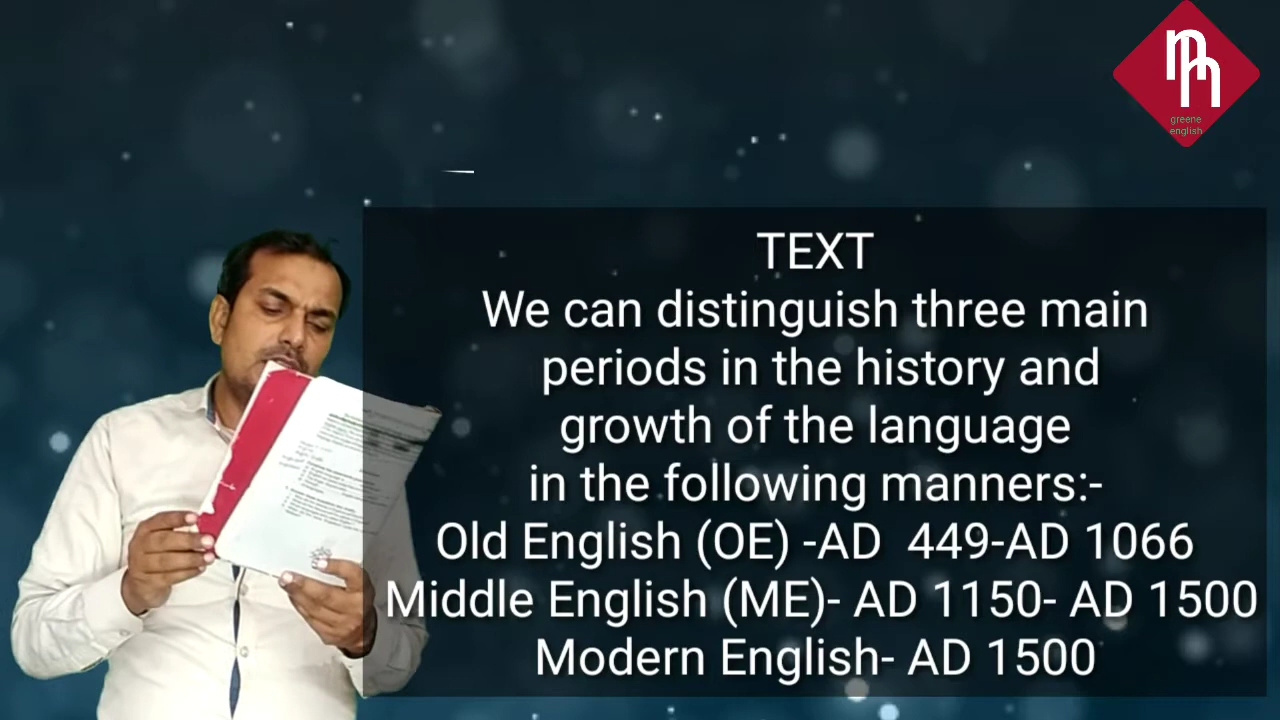 greene
english
TEXT
We can distinguish three main
periods in the history and
growth of the language
in the following manners:-
Old English (OE) -AD  449-AD 1066
Middle English (ME)- AD 1150- AD 1500
Modern English- AD 1500